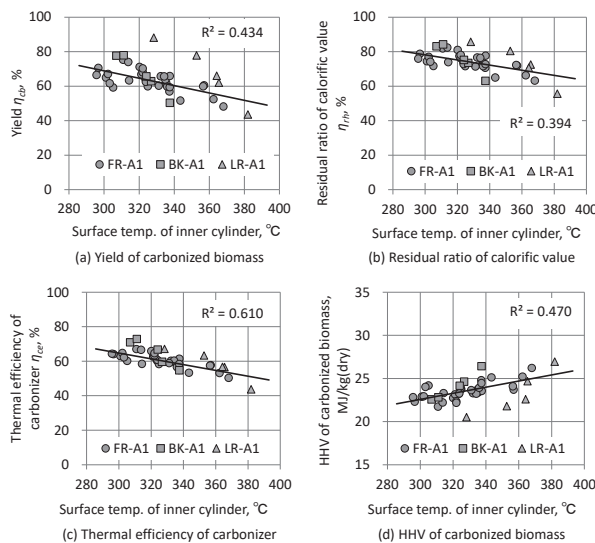 R² = 0.434
100
80
60
40
20
0
Yield ηcb, %
FR-A1 BK-A1 LR-A1
280 300 320 340 360 380 400
Surface temp. of inner cylinder, ℃
(a) Yield of carbonized biomass
100
80
60
40
20
0
Residual ratio of calorific value
ηrh, %
R² = 0.394
FR-A1 BK-A1 LR-A1
280 300 320 340 360 380 400
Surface temp. of inner cylinder, ℃
(b) Residual ratio of calorific value
R² = 0.610
100
80
60
40
20
0
Thermal efficiency of
carbonizer ηce, %
FR-A1 BK-A1 LR-A1
280 300 320 340 360 380 400
Surface temp. of inner cylinder, ℃
(c) Thermal efficiency of carbonizer
R² = 0.470
35
30
25
20
15
HHV of carbonized biomass,
MJ/kg(dry)
FR-A1 BK-A1 LR-A1
280 300 320 340 360 380 400
Surface temp. of inner cylinder, ℃
(d) HHV of carbonized biomass